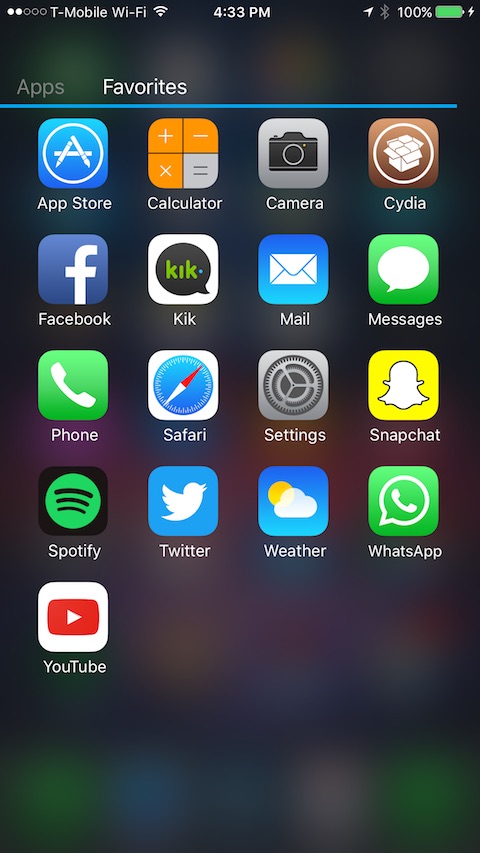 T-Mobile Wi-Fi 4:33 PM 100%
Apps Favorites
App Store Calculator Camera Cydia
kik.
Facebook Kik Mail Messages
Phone Safari Settings Snapchat
Spotify Twitter Weather WhatsApp
YouTube